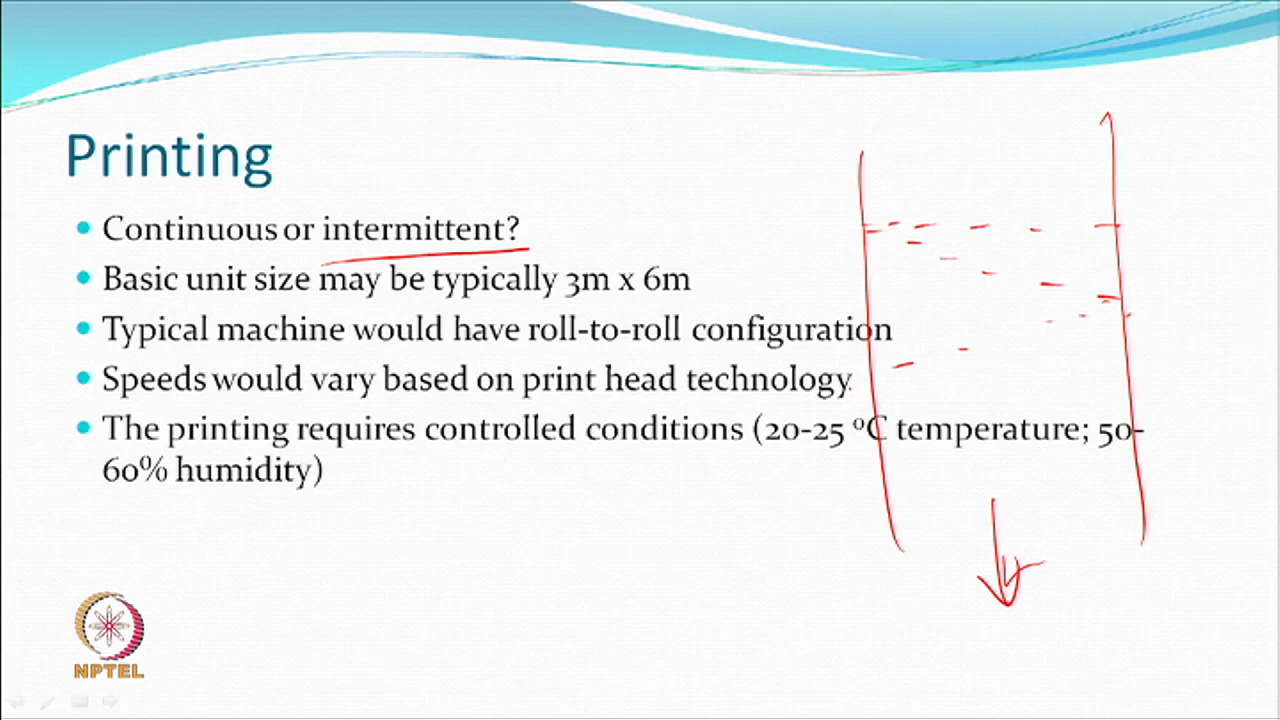 Printing
Continuous or intermittent?
Basic unit size may be typically 3m x 6m
Typical machine would have roll-to-roll configuration
Speeds would vary based on print head technology.
The printing requires controlled conditions (20-25 °C temperature; 50-
60% humidity)
NPTEL